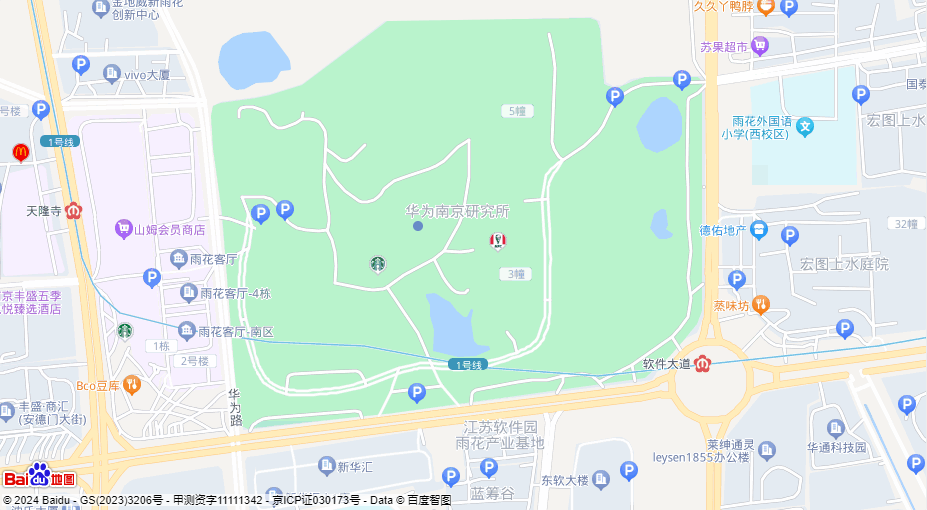 金地威新雨花
创新中心
久久丫鸭脖
苏果超市
vivo大厦
国泰
号楼
5幢
雨花外国语
小学(西校区)
宏图上水
1号线
天隆寺
华为南京研究所
山姆会员商店
32幢
德佑地产
雨花客厅
宏图上水庭院
3幢
雨花客厅-4栋
京丰盛五季
悦臻选酒店
蒸味坊
雨花客厅-南区
1栋
2号楼
1号线
软件大道
Bco豆库
华为路
丰盛·商汇
(安德门大街)
江苏软件园
雨花产业基地
莱绅通灵
leysen1855办公楼
华通科技园
新华汇
东软大楼
蓝筹谷
Bai du 地图
© 2024 Baidu - GS(2023)3206号 - 甲测资字11111342 - 京ICP证030173号 - Data © 百度智图